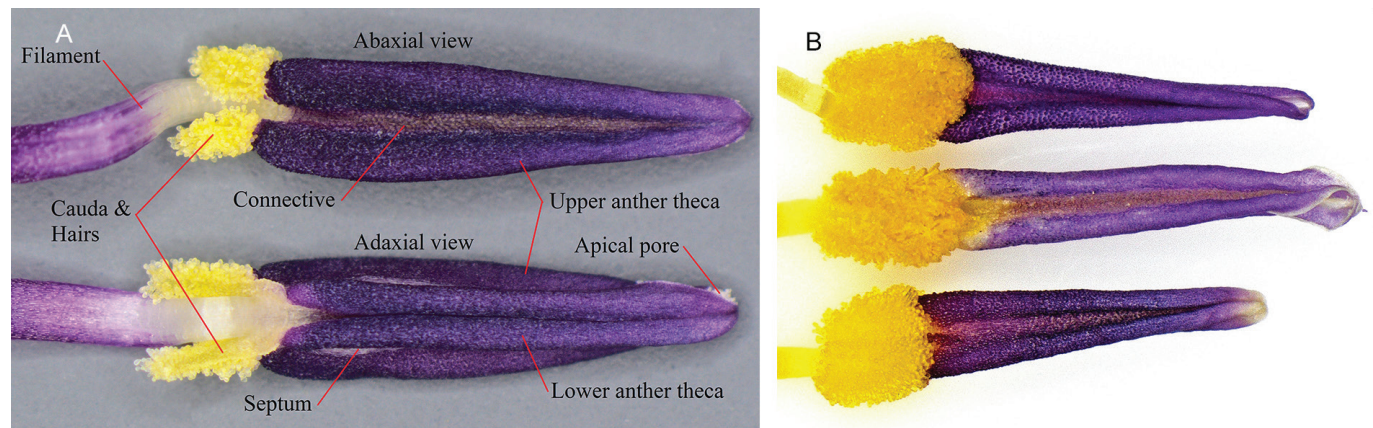 A
Abaxial view
Filament
Connective
Upper anther theca
Cauda &
Hairs
Adaxial view
Apical pore
Lower anther theca
Septum
B